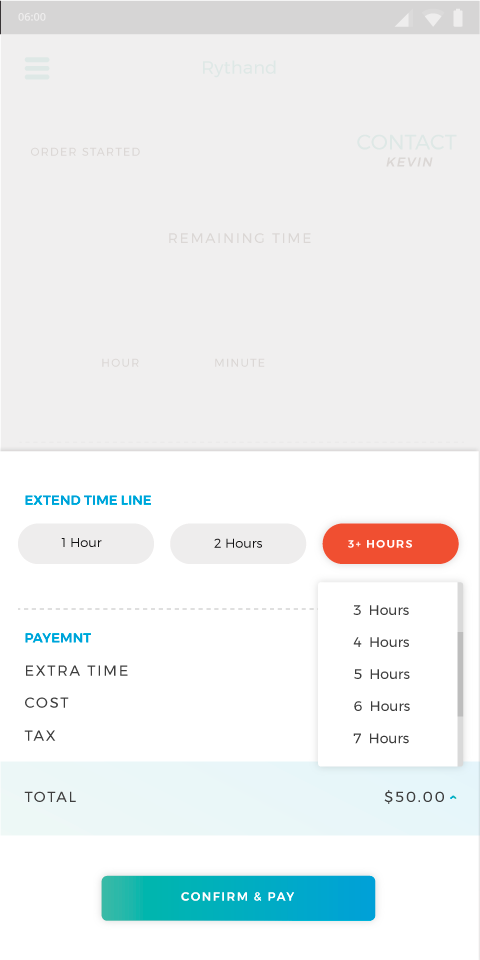 06:00
Rythand
ORDER STARTED
CONTACT
KEVIN
REMAINING TIME
HOUR MINUTE
EXTEND TIME LINE
1 Hour 2 Hours 3+ HOURS
3 Hours
4 Hours
5 Hours
6 Hours
7 Hours
PAYEMNT
EXTRA TIME
COST
TAX
TOTAL $50.00
CONFIRM & PAY